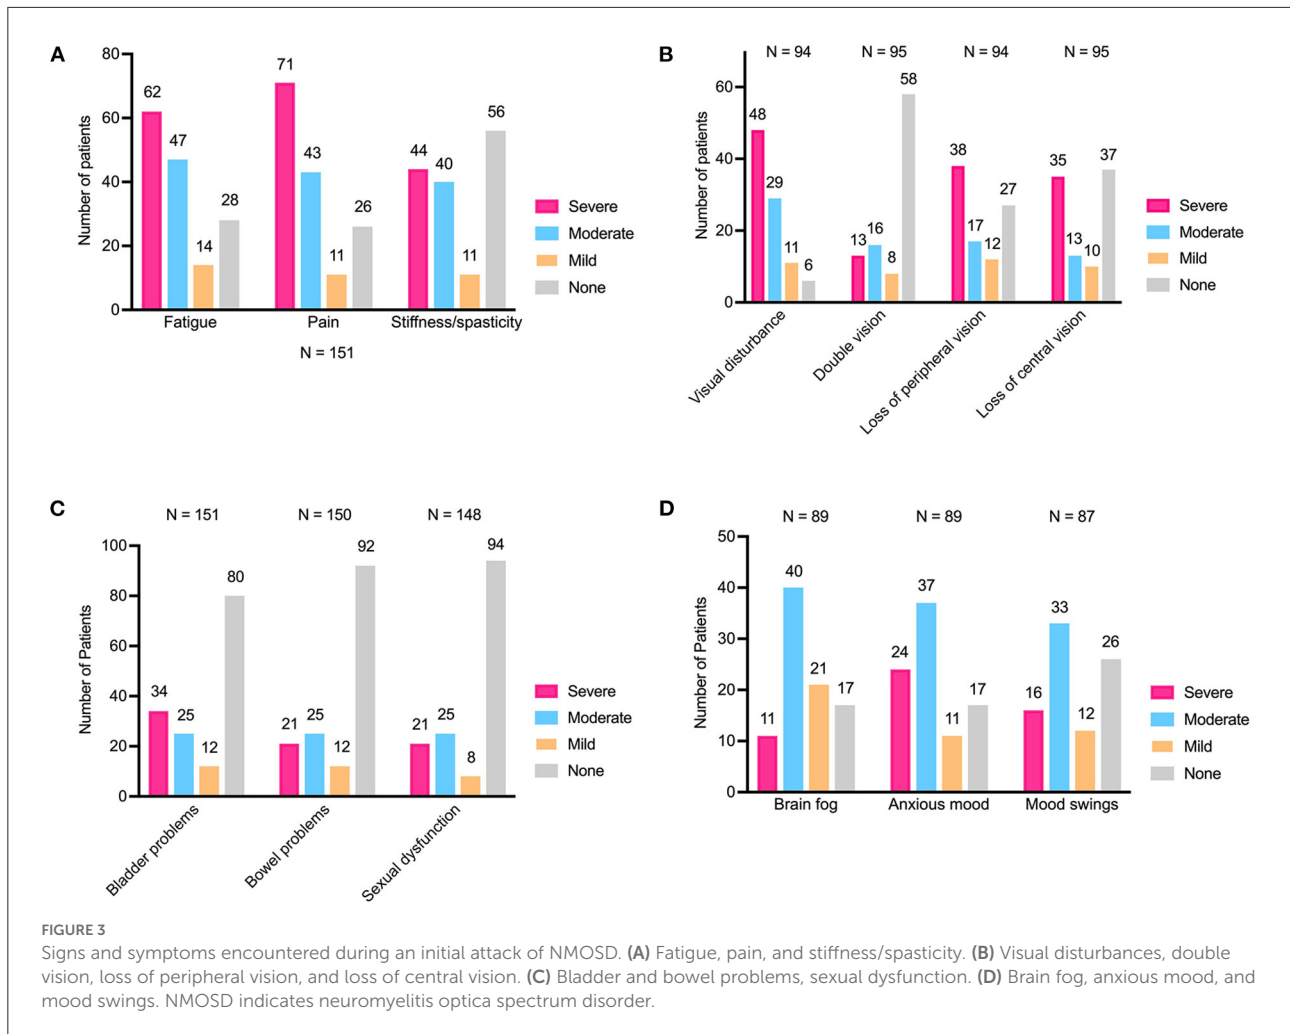 A
80
60
40
20
0
Number of patients
62
47
14
28
71
43
11
26
44
40
11
56
Fatigue
Pain
Stiffness/spasticity
N = 151
Severe
Moderate
Mild
None
B
N = 94
N = 95
N = 94
N = 95
60
40
20
0
Number of patients
48
29
11
6
13
16
8
58
38
17
12
27
35
13
10
37
Visual disturbance
Double vision
Loss of peripheral vision
Loss of central vision
Severe
Moderate
Mild
None
C
N = 151
N = 150
N = 148
100
80
60
40
20
0
Number of Patients
34
25
12
80
21
25
12
92
21
25
8
94
Bladder problems
Bowel problems
Sexual dysfunction
Severe
Moderate
Mild
None
D
N = 89
N = 89
N = 87
50
40
30
20
10
0
Number of Patients
11
40
21
17
24
37
11
17
16
33
12
26
Brain fog
Anxious mood
Mood swings
Severe
Moderate
Mild
None
FIGURE 3
Signs and symptoms encountered during an initial attack of NMOSD. (A) Fatigue, pain, and stiffness/spasticity. (B) Visual disturbances, double
vision, loss of peripheral vision, and loss of central vision. (C) Bladder and bowel problems, sexual dysfunction. (D) Brain fog, anxious mood, and
mood swings. NMOSD indicates neuromyelitis optica spectrum disorder.